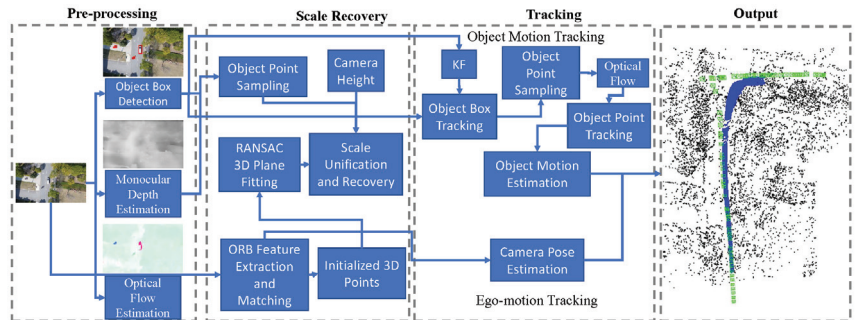 Pre-processing
Object Box
Detection
Monocular
Depth
Estimation
Optical
Flow
Estimation
Scale Recovery
Object Point
Sampling
Camera
Height
RANSAC
3D Plane
Fitting
Scale
Unification
and Recovery
ORB Feature
Extraction
and
Matching
Initialized 3D
Points
Tracking
Object Motion Tracking
KF
Object Box
Tracking
Object
Point
Sampling
Optical
Flow
Object Point
Tracking
Object Motion
Estimation
Camera Pose
Estimation
Ego-motion Tracking
Output